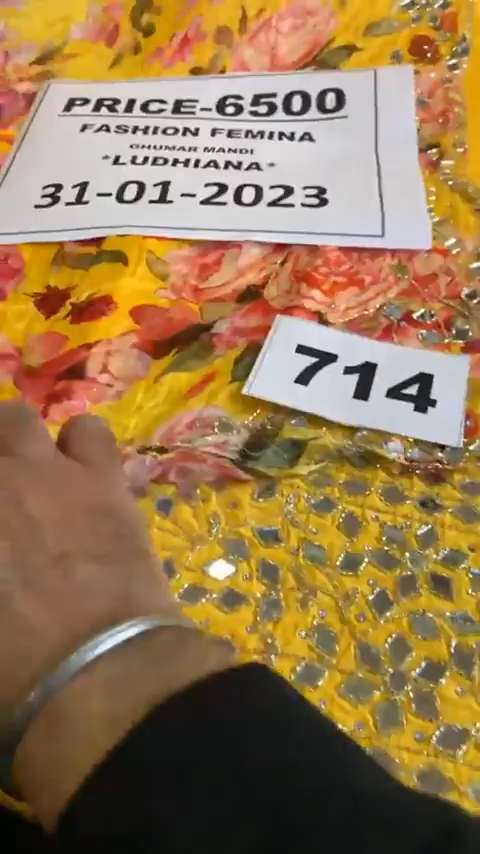 PRICE-6500
FASHION FEMINA
GHUMAR MANDI
*LUDHIANA*
31-01-2023
714